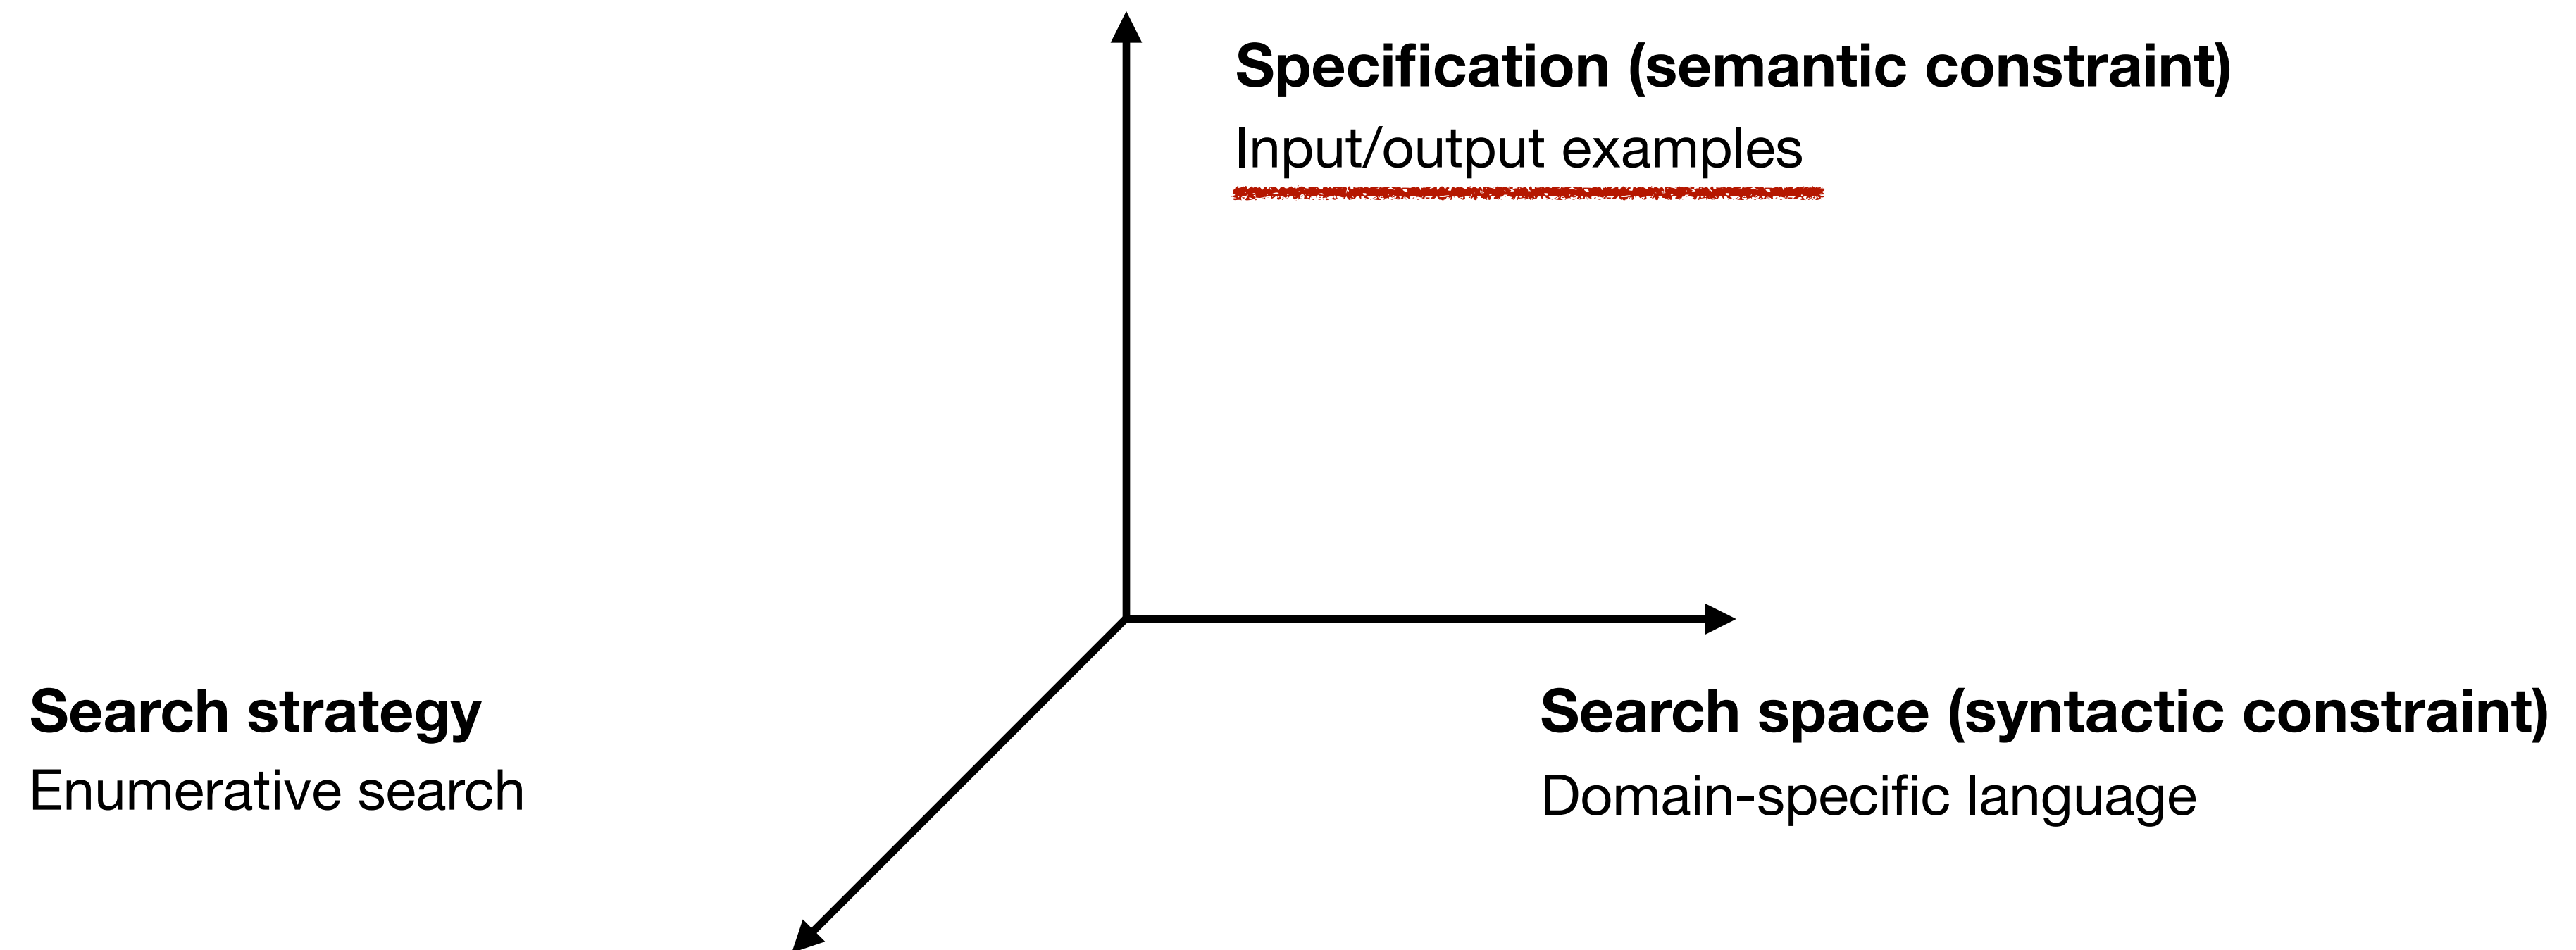 Specification (semantic constraint)
Input/output examples
Search strategy
Enumerative search
Search space (syntactic constraint)
Domain-specific language